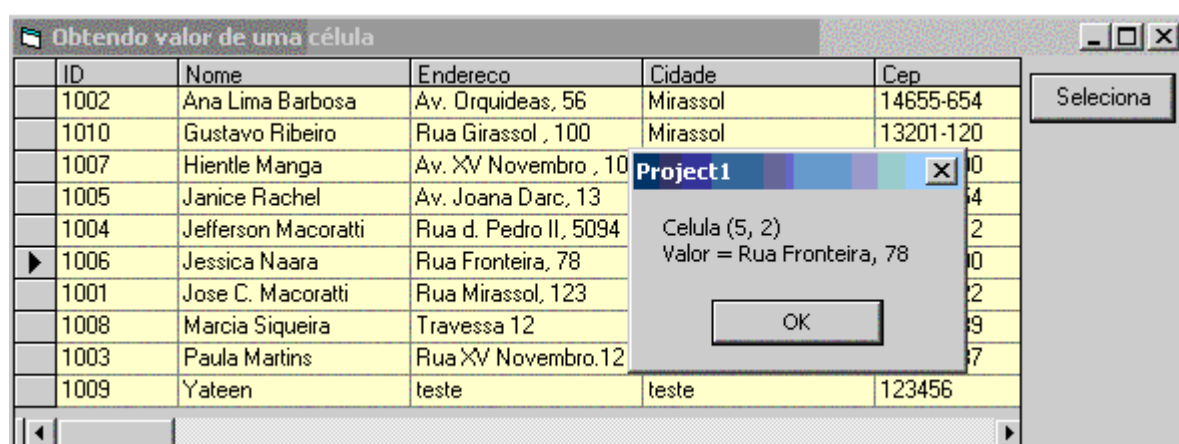 Obtendo valor de uma célula
ID Nome Endereco Cidade Cep
1002 Ana Lima Barbosa Av. Orquideas, 56 Mirassol 14655-654
Seleciona
1010 Gustavo Ribeiro Rua Girassol , 100 Mirassol 13201-120
1007 Hientle Manga Av. XV Novembro , 10
1005 Janice Rachel Av. Joana Darc, 13
1004 Jefferson Macoratti Rua d. Pedro II, 5094
1006 Jessica Naara Rua Fronteira, 78
1001 Jose C. Macoratti Rua Mirassol, 123
1008 Marcia Siqueira Travessa 12
1003 Paula Martins Rua XV Novembro.12
1009 Yateen teste teste 123456
Project1
Celula (5, 2)
Valor = Rua Fronteira, 78
OK